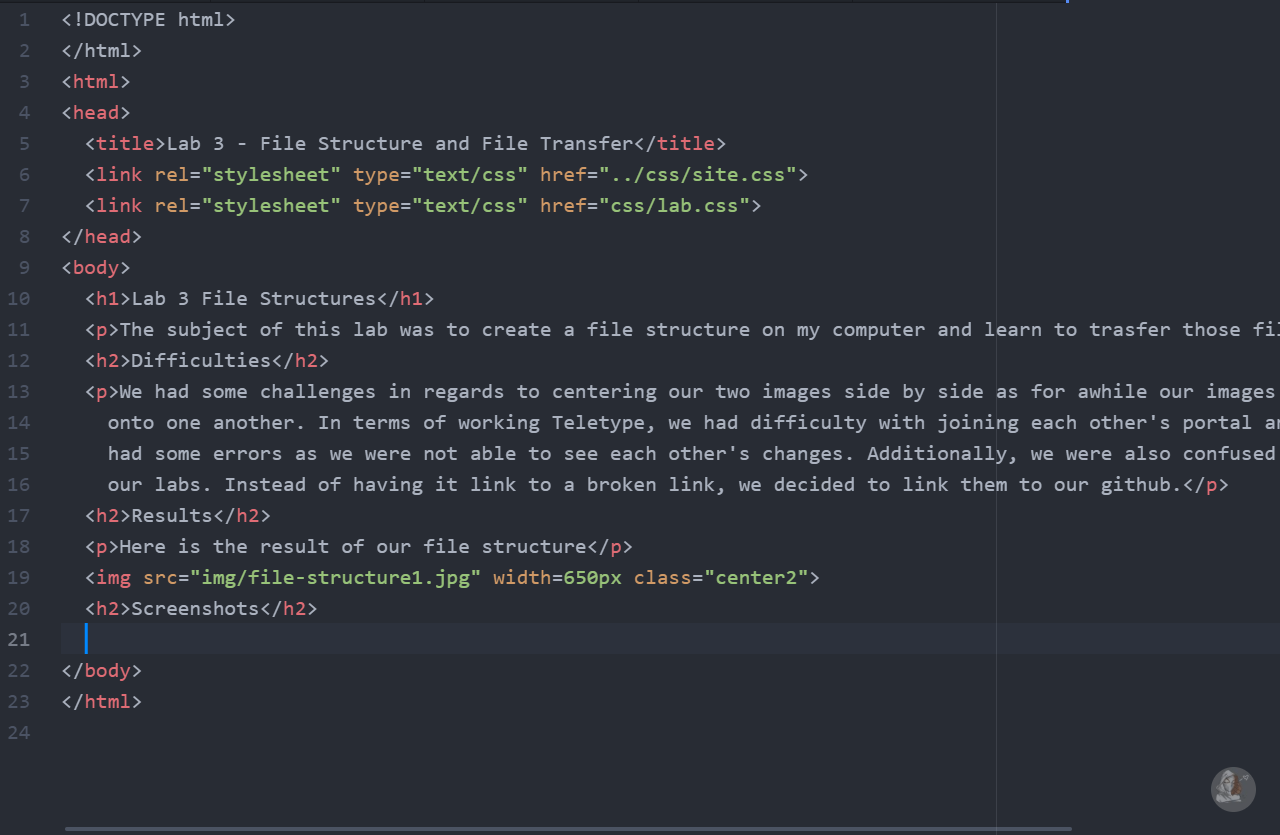 1 <!DOCTYPE html>
2 </html>
3 <html>
4 <head>
5 <title>Lab 3 - File Structure and File Transfer</title>
6 <link rel="stylesheet" type="text/css" href="../css/site.css">
7 <link rel="stylesheet" type="text/css" href="css/lab.css">
8 </head>
9 <body>
10 <h1>Lab 3 File Structures</h1>
11 <p>The subject of this lab was to create a file structure on my computer and learn to trasfer those
12 <h2>Difficulties</h2>
13 <p>We had some challenges in regards to centering our two images side by side as for awhile our images
14 onto one another. In terms of working Teletype, we had difficulty with joining each other's portal
15 had some errors as we were not able to see each other's changes. Additionally, we were also confused
16 our labs. Instead of having it link to a broken link, we decided to link them to our github.</p>
17 <h2>Results</h2>
18 <p>Here is the result of our file structure</p>
19 <img src="img/file-structure1.jpg" width=650px class="center2">
20 <h2>Screenshots</h2>
21
22 </body>
23 </html>
24